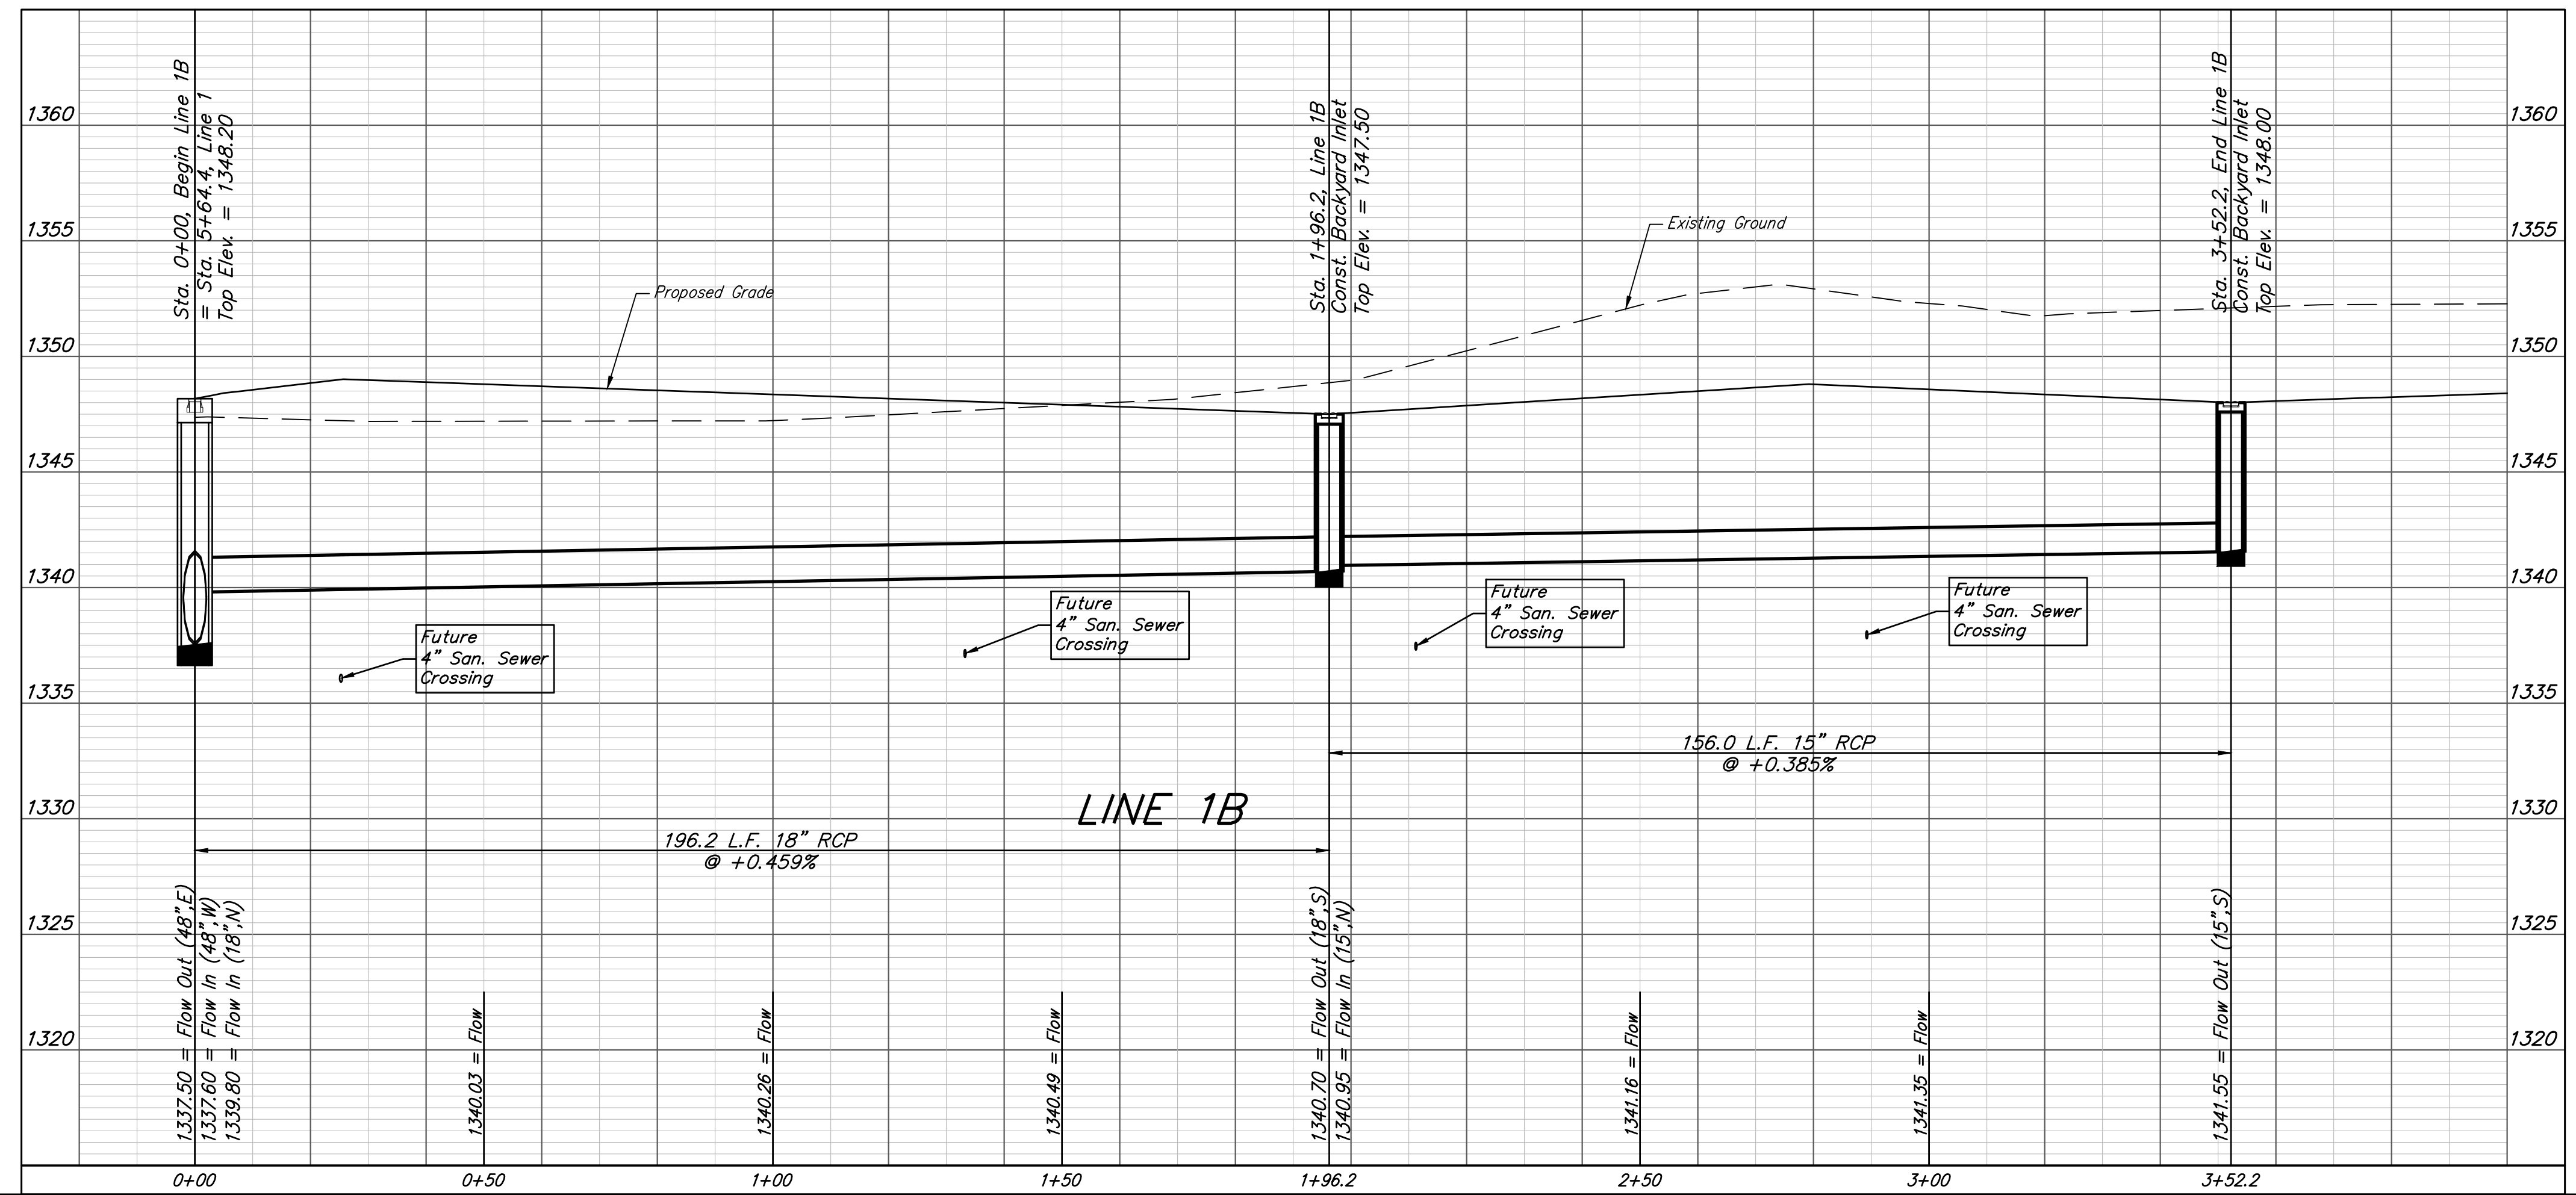 Sta. 0+00, Begin Line 1B
= Sta. 5+64.4, Line 1
Top Elev. = 1348.20
Sta. 1+96.2, Line 1B
Const. Backyard Inlet
Top Elev. = 1347.50
Sta. 3+52.2, End Line 1B
Const. Backyard Inlet
Top Elev. = 1348.00
1360
1360
1355
1355
Existing Ground
Proposed Grade
1350
1350
1345
1345
1340
1340
Future
4" San. Sewer
Crossing
Future
4" San. Sewer
Crossing
Future
4" San. Sewer
Crossing
Future
4" San. Sewer
Crossing
1335
1335
156.0 L.F. 15" RCP
@ +0.385%
1330
1330
LINE 1B
196.2 L.F. 18" RCP
@ +0.459%
1325
1325
1320
1320
1337.50 = Flow Out (48",E)
1337.60 = Flow In (48",W)
1339.80 = Flow In (18",N)
1340.03 = Flow
1340.26 = Flow
1340.49 = Flow
1340.70 = Flow Out (18",S)
1340.95 = Flow In (15",N)
1341.16 = Flow
1341.35 = Flow
1341.55 = Flow Out (15",S)
0+00
0+50
1+00
1+50
1+96.2
2+50
3+00
3+52.2